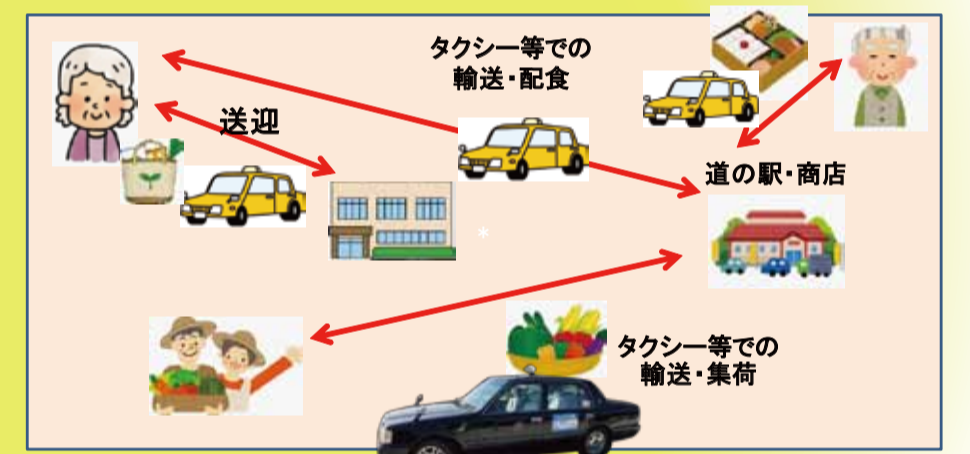 タクシー等での
輸送・配食
送迎
道の駅・商店
*
タクシー等での
輸送・集荷